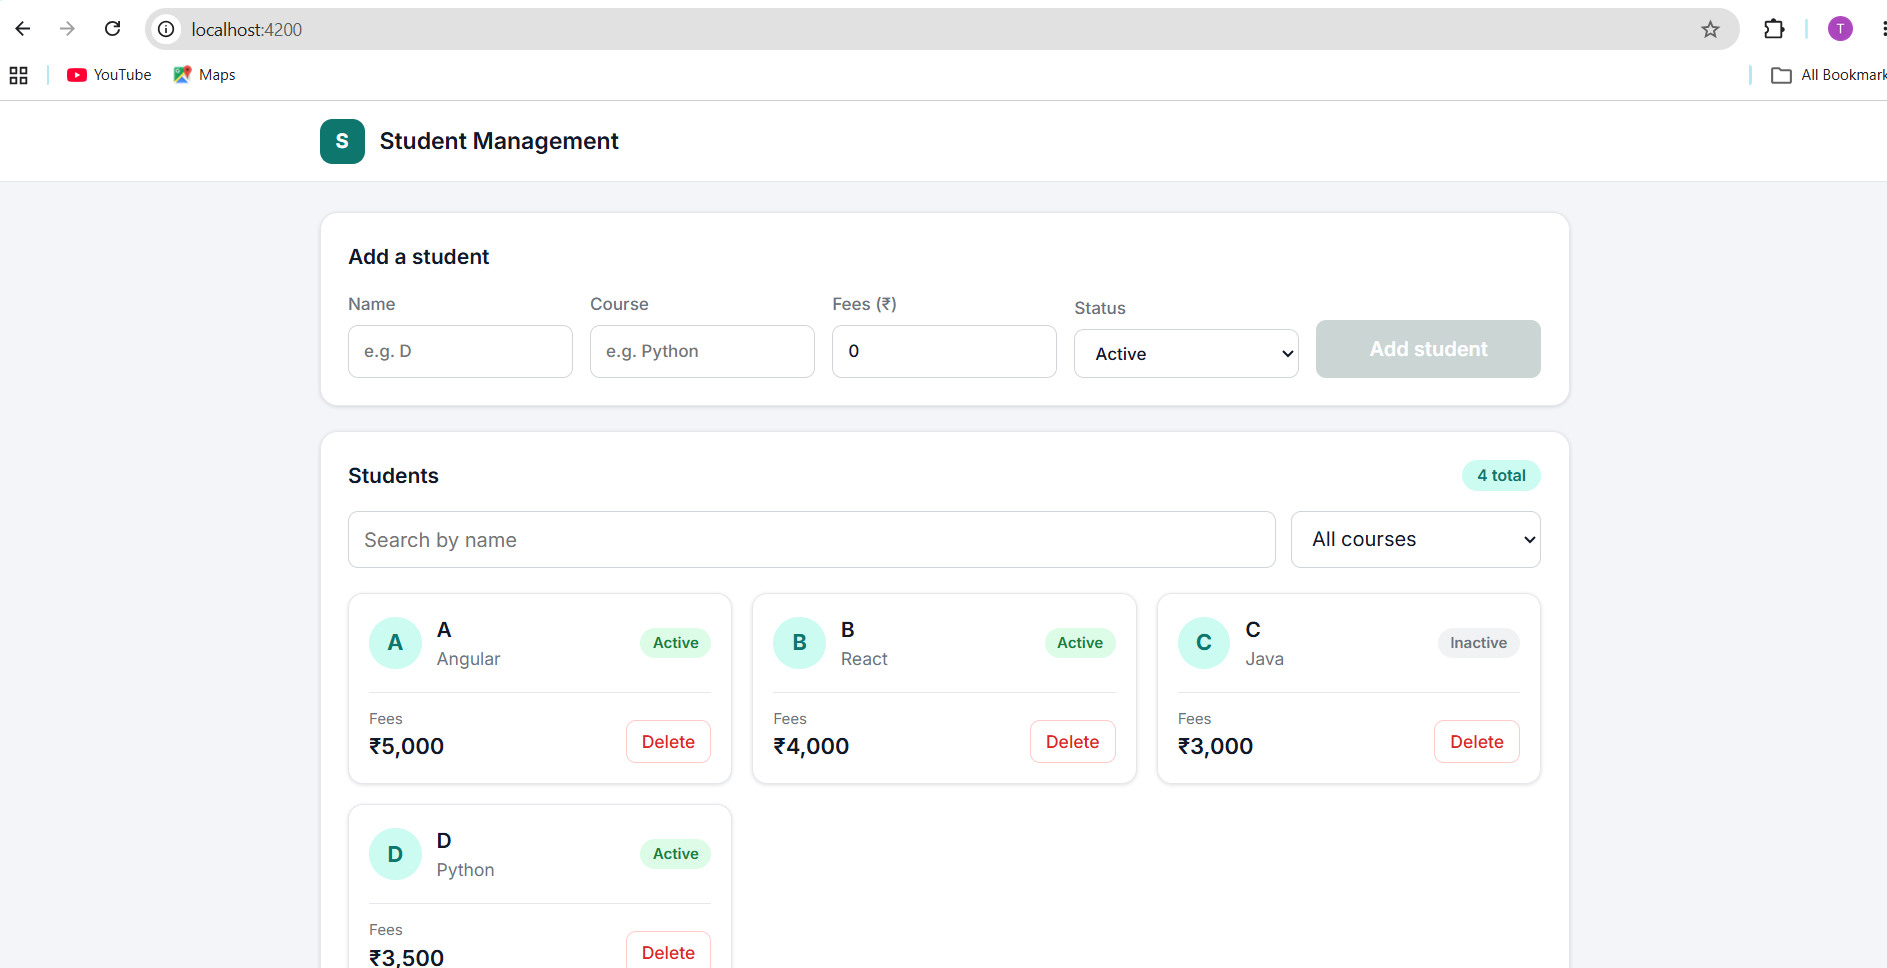 localhost:4200
T
YouTube
Maps
All Bookmark
S
Student Management
Add a student
Name
Course
Fees (₹)
Status
e.g. D
e.g. Python
0
Active
Add student
Students
4 total
Search by name
All courses
A
A
Angular
Active
Fees
₹5,000
Delete
B
B
React
Active
Fees
₹4,000
Delete
C
C
Java
Inactive
Fees
₹3,000
Delete
D
D
Python
Active
Fees
₹3,500
Delete